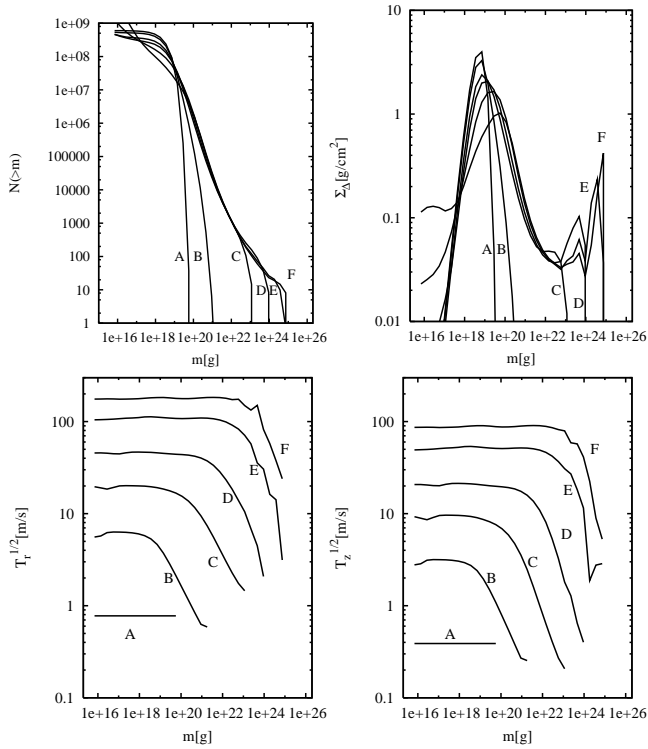 1e+09
1e+08
1e+07
1e+06
100000
10000
1000
100
10
1
N(>m)
A B C D E F
1e+16 1e+18 1e+20 1e+22 1e+24 1e+26
m[g]
10
1
0.1
0.01
Σ_Δ[g/cm²]
F
E
A B
C
D
1e+16 1e+18 1e+20 1e+22 1e+24 1e+26
m[g]
100
10
1
0.1
T_r^1/2[m/s]
F
E
D
C
B
A
1e+16 1e+18 1e+20 1e+22 1e+24 1e+26
m[g]
100
10
1
0.1
T_z^1/2[m/s]
F
E
D
C
B
A
1e+16 1e+18 1e+20 1e+22 1e+24 1e+26
m[g]